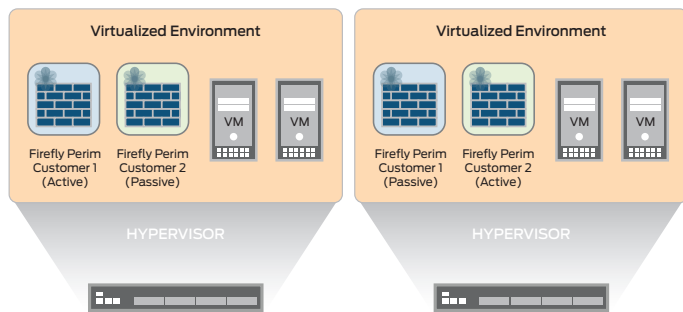 Virtualized Environment
VM
VM
Firefly Perim
Customer 1
(Active)
Firefly Perim
Customer 2
(Passive)
HYPERVISOR
Virtualized Environment
VM
VM
Firefly Perim
Customer 1
(Passive)
Firefly Perim
Customer 2
(Active)
HYPERVISOR